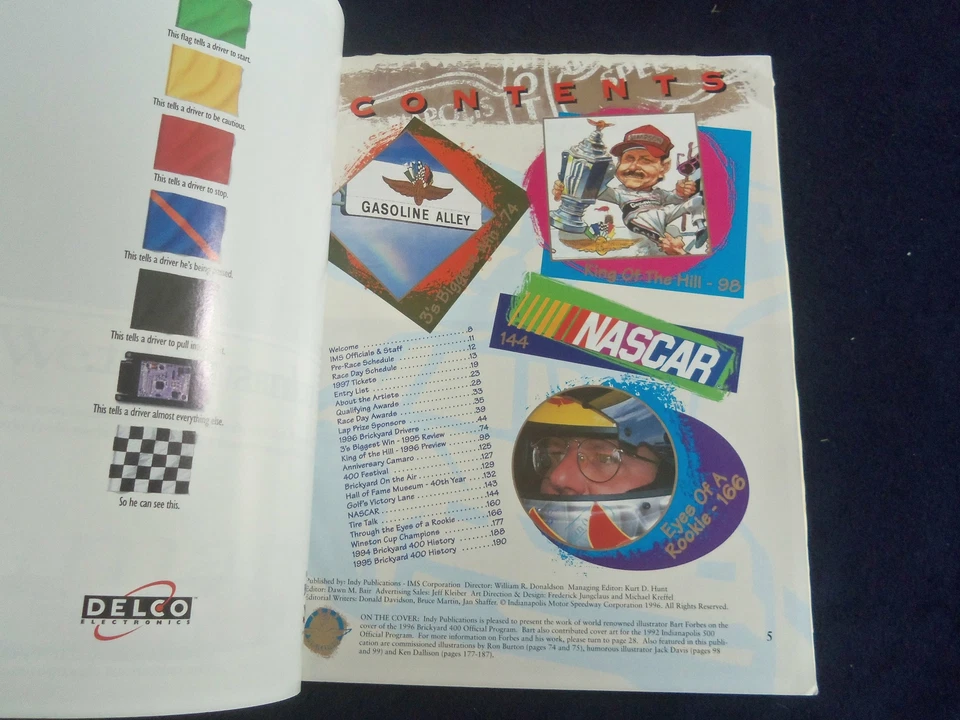 This flag tells a driver to start.
This tells a driver to be cautious.
This tells a driver to stop.
This tells a driver he's being passed.
This tells a driver to pull into
This tells a driver almost everything else.
So he can see this.
DELCO
ELECTRONICS
CONTENTS
GASOLINE ALLEY
3's Biggest Win - 74
King Of The Hill - 98
144
NASCAR
Eyes Of A
Rookie - 166
Welcome ........ 8
IMS Officials & Staff ........ 11
Pre-Race Schedule ........ 12
Race Day Schedule ........ 13
1997 Tickets ........ 19
Entry List ........ 23
About the Artists ........ 28
Qualifying Awards ........ 33
Race Day Awards ........ 35
Lap Prize Sponsors ........ 39
1996 Brickyard Drivers ........ 44
3's Biggest Win - 1995 Review ........ 74
King of the Hill - 1996 Preview ........ 98
Anniversary Camaro ........ 125
400 Festival ........ 127
Brickyard On the Air ........ 129
Hall of Fame Museum - 40th Year ........ 132
Golf's Victory Lane ........ 143
NASCAR ........ 144
Tire Talk ........ 160
Through the Eyes of a Rookie ........ 166
Winston Cup Champions ........ 177
1994 Brickyard 400 History ........ 188
1995 Brickyard 400 History ........ 190
Published by: Indy Publications - IMS Corporation Director: William R. Donaldson Managing Editor: Kurt D. Hunt
Editor: Dawn M. Bair Advertising Sales: Jeff Kleiber Art Direction & Design: Frederick Jungclaus and Michael Kreffel
Editorial Writers: Donald Davidson, Bruce Martin, Jan Shaffer © Indianapolis Motor Speedway Corporation 1996. All Rights Reserved.
ON THE COVER: Indy Publications is pleased to present the work of world renowned illustrator Bart Forbes on the
cover of the 1996 Brickyard 400 Official Program. Bart also contributed cover art for the 1992 Indianapolis 500
Official Program. For more information on Forbes and his work, please turn to page 28. Also featured in this publi-
cation are commissioned illustrations by Ron Burton (pages 74 and 75), humorous illustrator Jack Davis (pages 98
and 99) and Ken Dallison (pages 177-187).
5